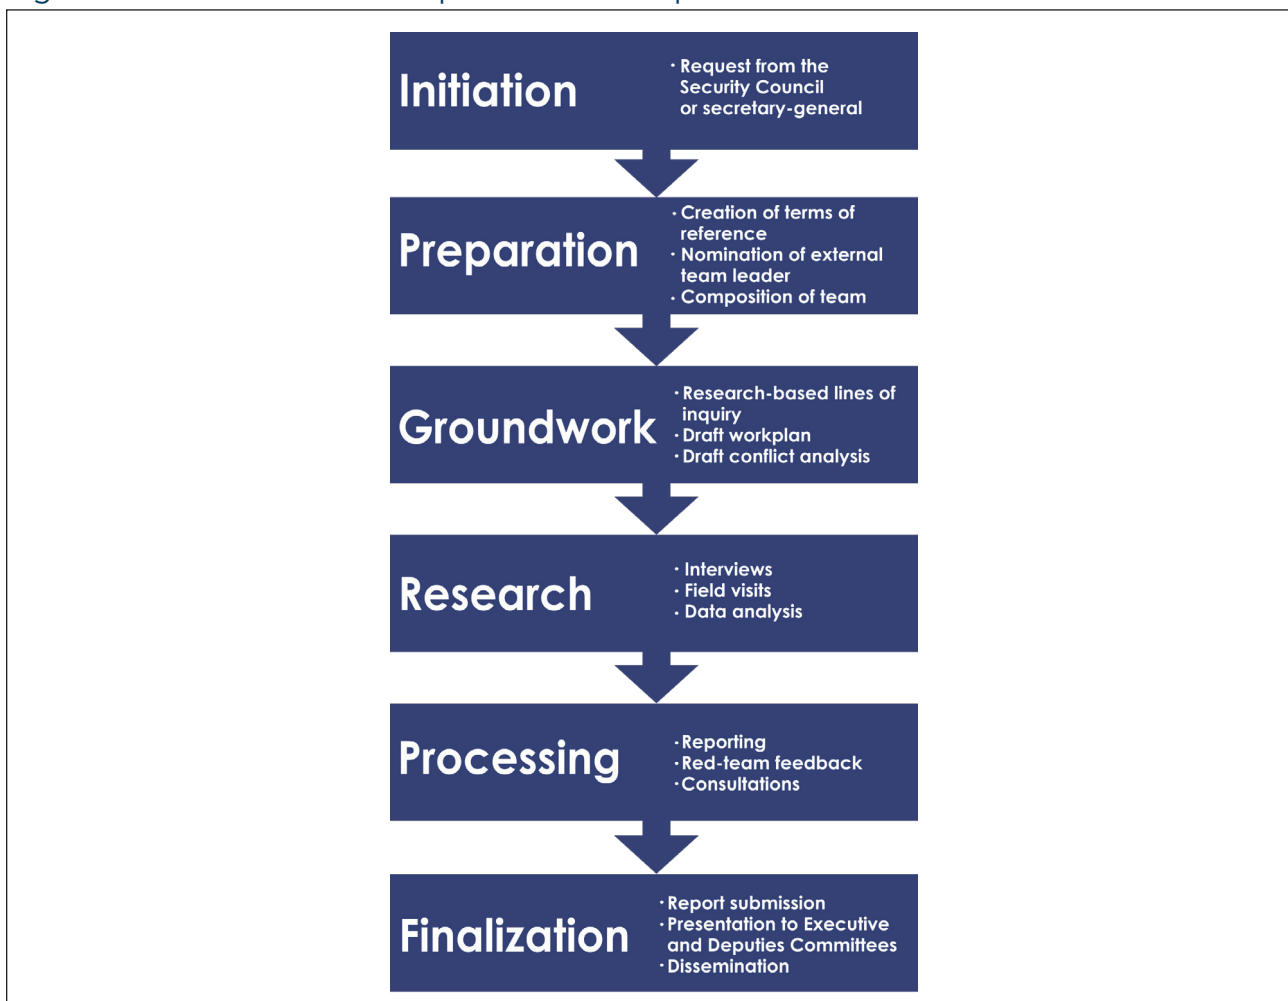 Initiation
· Request from the
Security Council
or secretary-general
Preparation
· Creation of terms of
reference
· Nomination of external
team leader
· Composition of team
Groundwork
· Research-based lines of
inquiry
· Draft workplan
· Draft conflict analysis
Research
· Interviews
· Field visits
· Data analysis
Processing
· Reporting
· Red-team feedback
· Consultations
Finalization
· Report submission
· Presentation to Executive
and Deputies Committees
· Dissemination